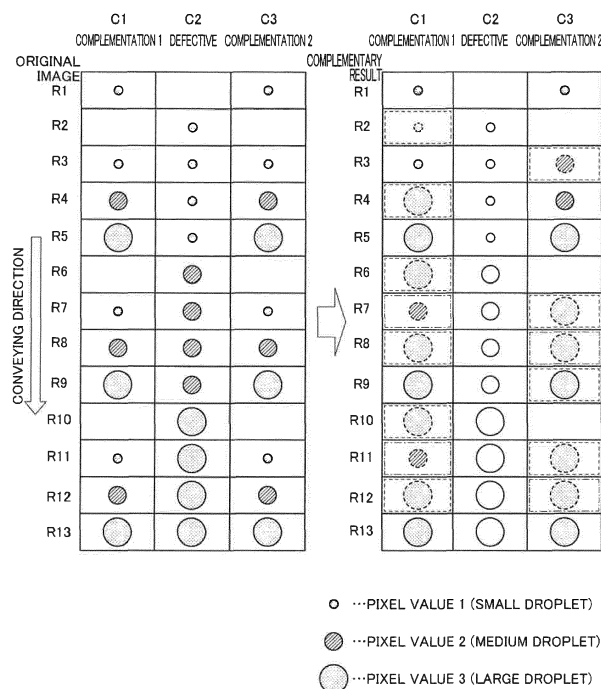 C1 C2 C3 C1 C2 C3
COMPLEMENTATION 1 DEFECTIVE COMPLEMENTATION 2 COMPLEMENTATION 1 DEFECTIVE COMPLEMENTATION 2
ORIGINAL IMAGE COMPLEMENTARY RESULT
R1 R1
R2 R2
R3 R3
R4 R4
R5 R5
R6 R6
R7 R7
R8 R8
R9 R9
R10 R10
R11 R11
R12 R12
R13 R13
CONVEYING DIRECTION
···PIXEL VALUE 1 (SMALL DROPLET)
···PIXEL VALUE 2 (MEDIUM DROPLET)
···PIXEL VALUE 3 (LARGE DROPLET)